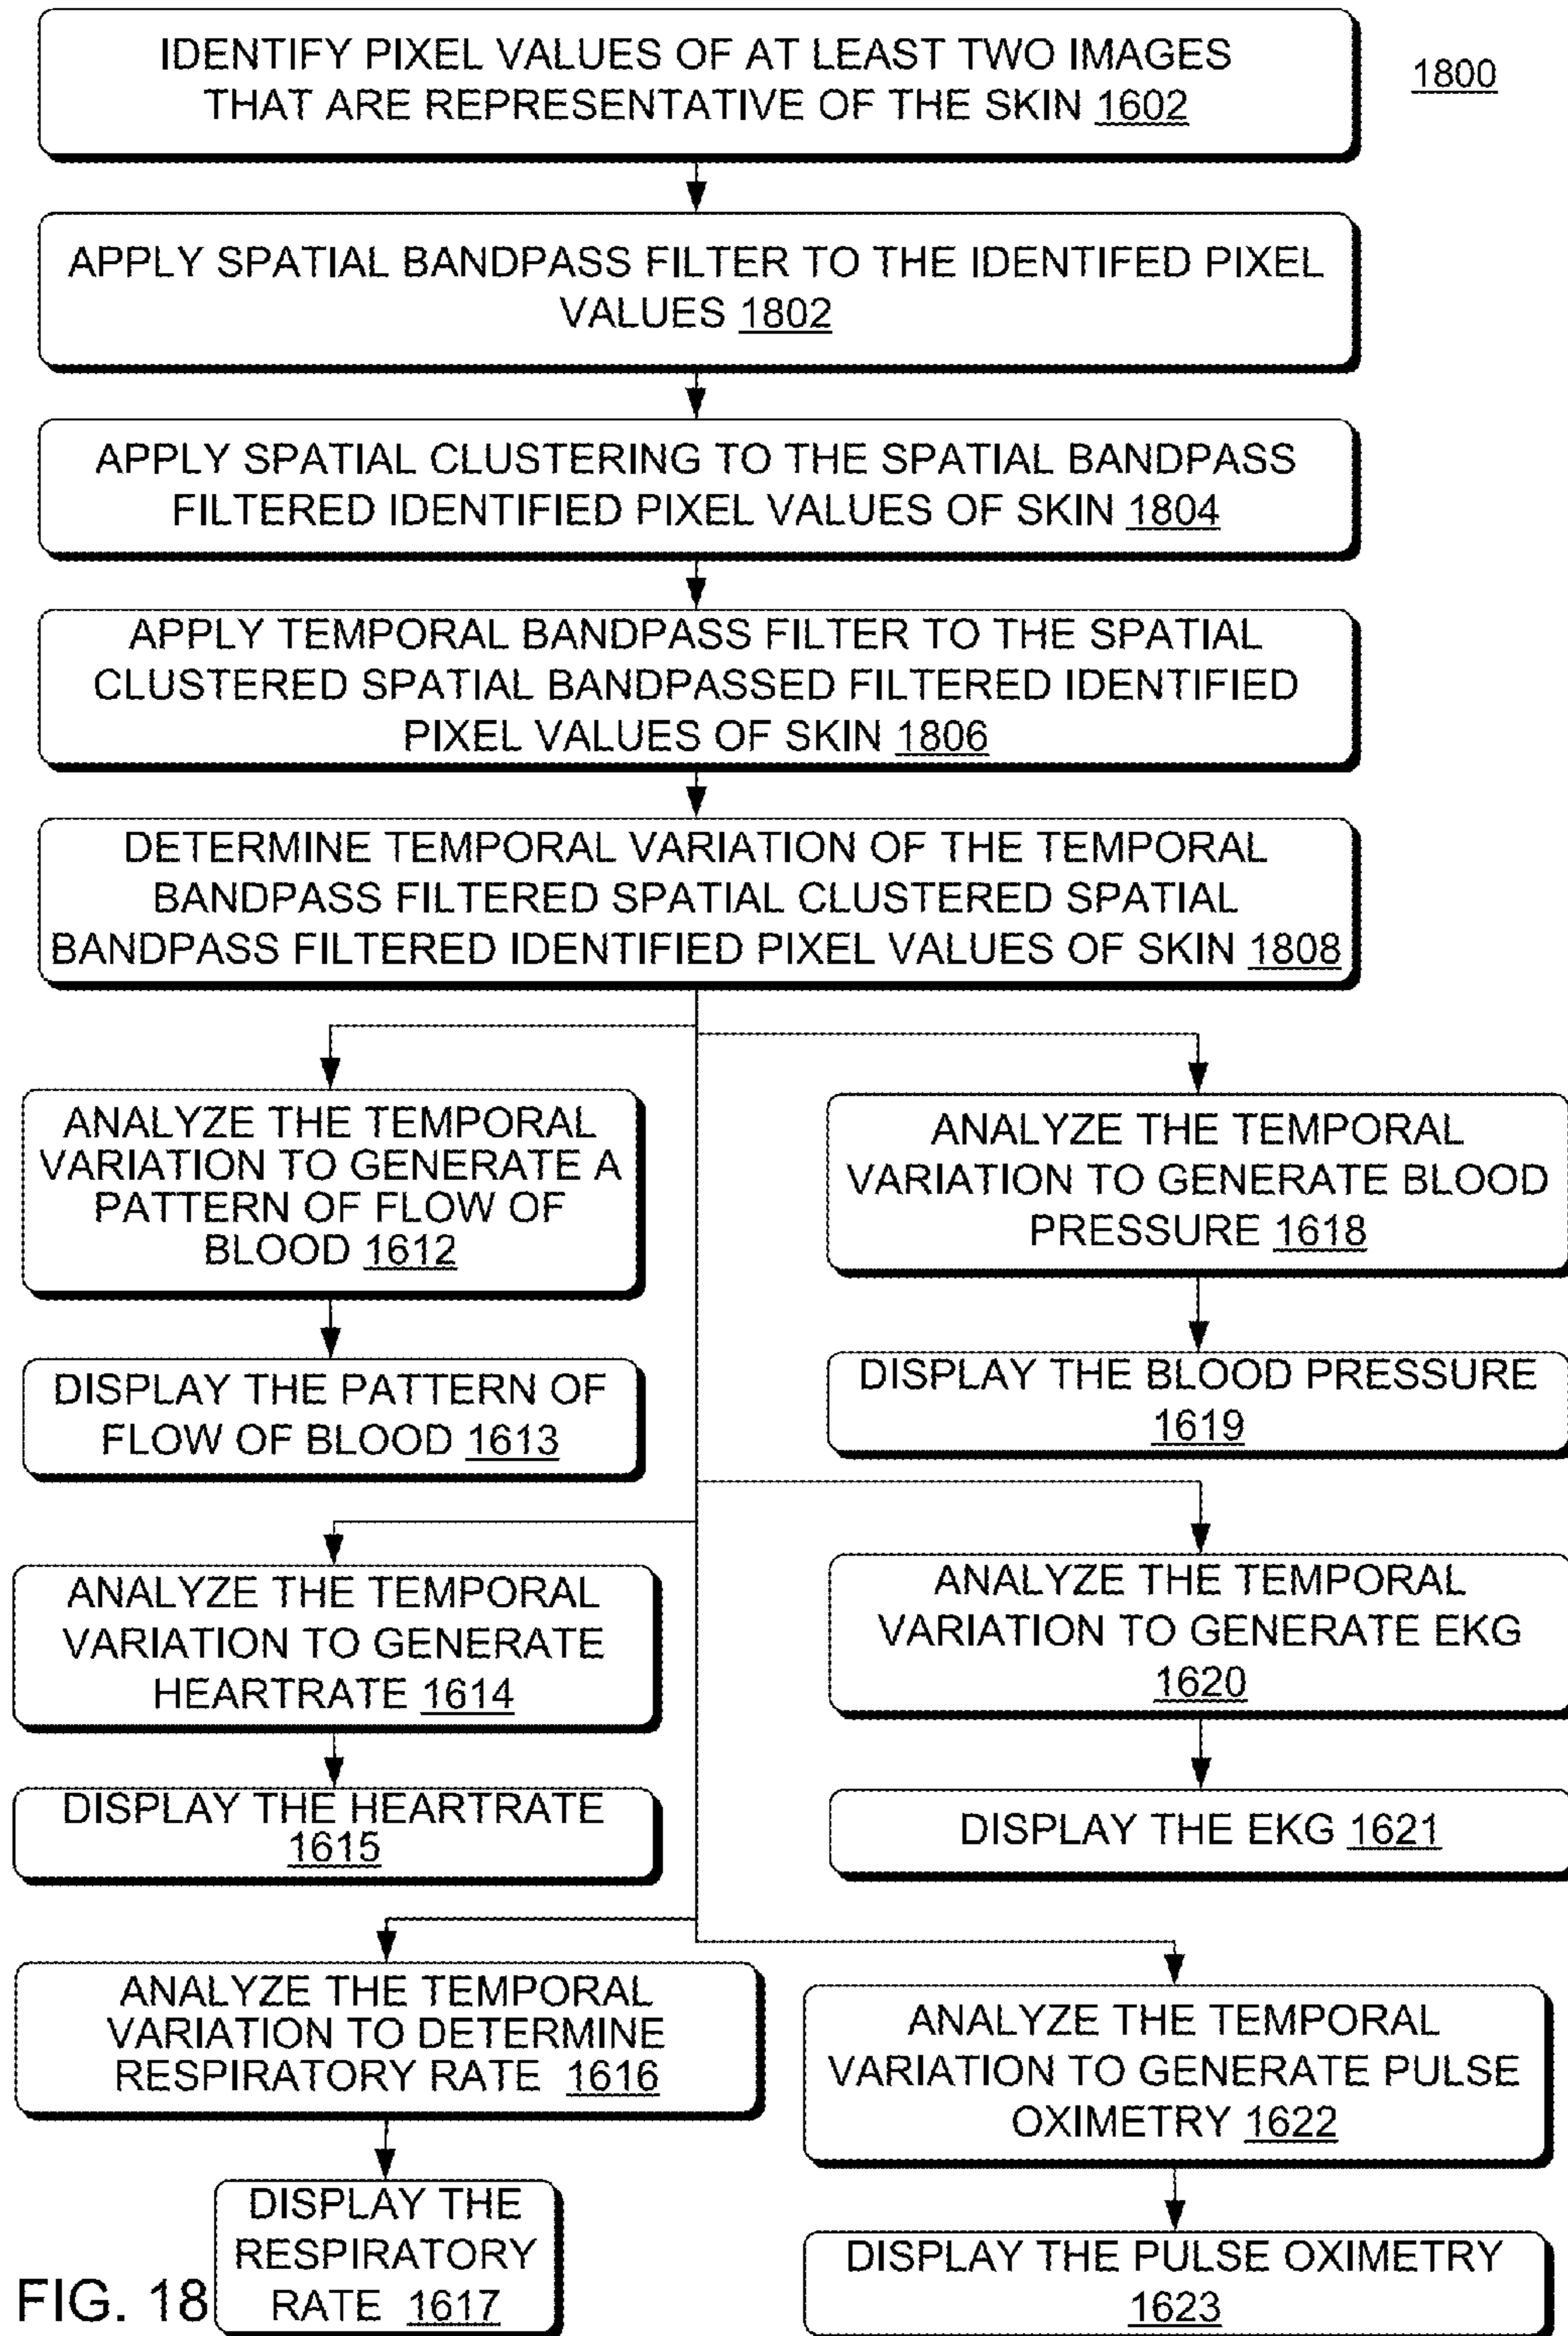 IDENTIFY PIXEL VALUES OF AT LEAST TWO IMAGES
THAT ARE REPRESENTATIVE OF THE SKIN 1602
1800
APPLY SPATIAL BANDPASS FILTER TO THE IDENTIFED PIXEL
VALUES 1802
APPLY SPATIAL CLUSTERING TO THE SPATIAL BANDPASS
FILTERED IDENTIFIED PIXEL VALUES OF SKIN 1804
APPLY TEMPORAL BANDPASS FILTER TO THE SPATIAL
CLUSTERED SPATIAL BANDPASSED FILTERED IDENTIFIED
PIXEL VALUES OF SKIN 1806
DETERMINE TEMPORAL VARIATION OF THE TEMPORAL
BANDPASS FILTERED SPATIAL CLUSTERED SPATIAL
BANDPASS FILTERED IDENTIFIED PIXEL VALUES OF SKIN 1808
ANALYZE THE TEMPORAL
VARIATION TO GENERATE A
PATTERN OF FLOW OF
BLOOD 1612
ANALYZE THE TEMPORAL
VARIATION TO GENERATE BLOOD
PRESSURE 1618
DISPLAY THE PATTERN OF
FLOW OF BLOOD 1613
DISPLAY THE BLOOD PRESSURE
1619
ANALYZE THE TEMPORAL
VARIATION TO GENERATE
HEARTRATE 1614
ANALYZE THE TEMPORAL
VARIATION TO GENERATE EKG
1620
DISPLAY THE HEARTRATE
1615
DISPLAY THE EKG 1621
ANALYZE THE TEMPORAL
VARIATION TO DETERMINE
RESPIRATORY RATE 1616
ANALYZE THE TEMPORAL
VARIATION TO GENERATE PULSE
OXIMETRY 1622
DISPLAY THE
RESPIRATORY
RATE 1617
DISPLAY THE PULSE OXIMETRY
1623
FIG. 18